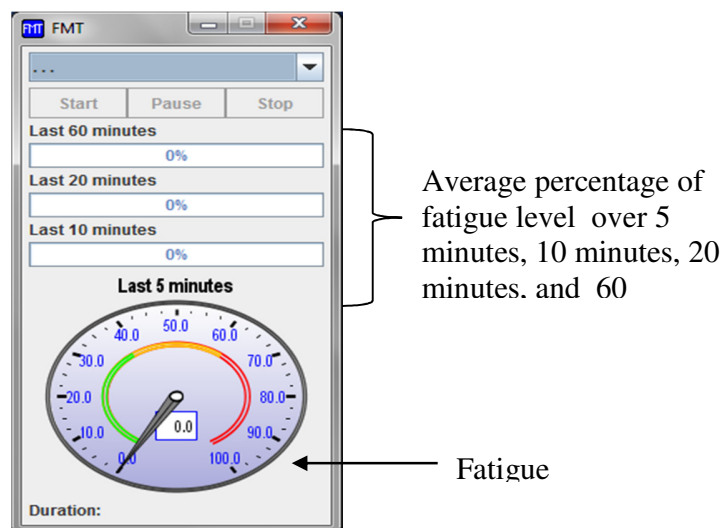 FMT FMT
...
Start Pause Stop
Last 60 minutes
0%
Last 20 minutes
0%
Last 10 minutes
0%
Last 5 minutes
0.0
10.0
20.0
30.0
40.0
50.0
60.0
70.0
80.0
90.0
100.0
0.0
Duration:
Average percentage of
fatigue level over 5
minutes, 10 minutes, 20
minutes, and 60
Fatigue